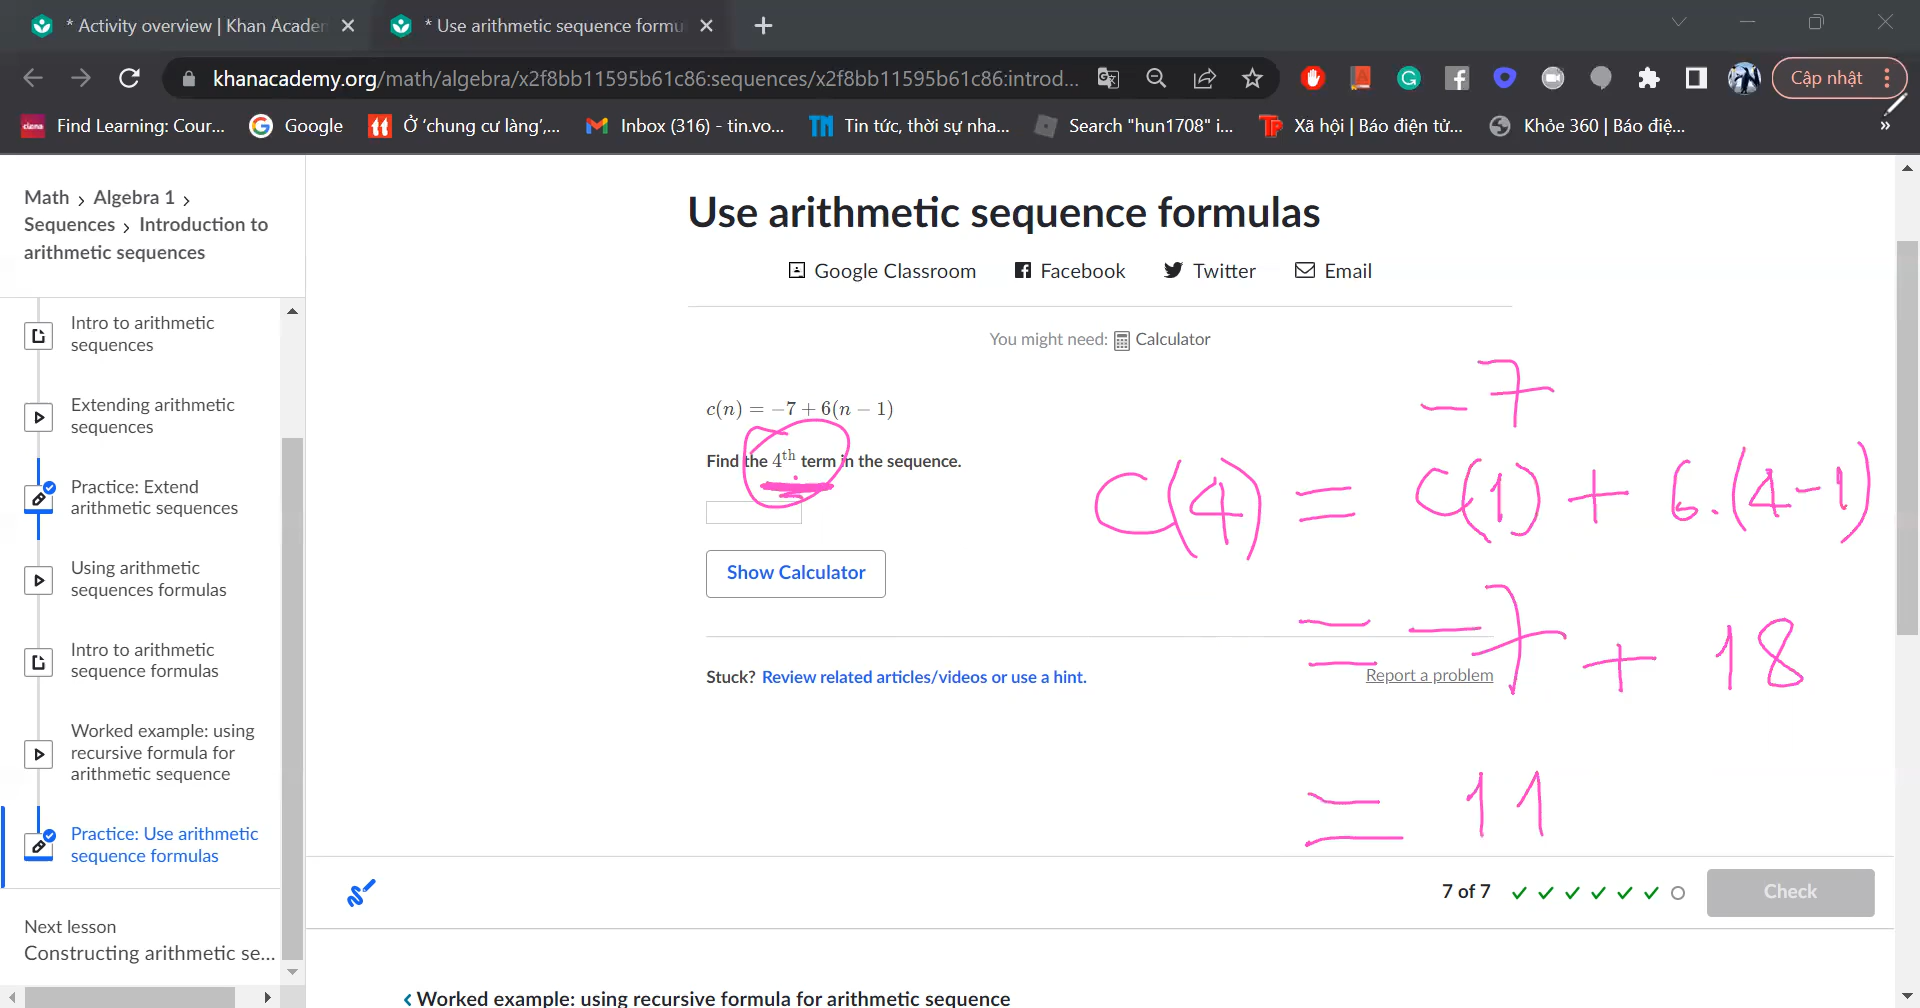 * Activity overview | Khan Academ
* Use arithmetic sequence formu
khanacademy.org/math/algebra/x2f8bb11595b61c86:sequences/x2f8bb11595b61c86:introd...
Cập nhật
Find Learning: Cour...
Google
Ở 'chung cư làng',...
Inbox (316) - tin.vo...
Tin tức, thời sự nha...
Search "hun1708" i...
Xã hội | Báo điện tử...
Khỏe 360 | Báo điệ...
»
Math > Algebra 1 >
Sequences > Introduction to
arithmetic sequences
Intro to arithmetic
sequences
Extending arithmetic
sequences
Practice: Extend
arithmetic sequences
Using arithmetic
sequences formulas
Intro to arithmetic
sequence formulas
Worked example: using
recursive formula for
arithmetic sequence
Practice: Use arithmetic
sequence formulas
Next lesson
Constructing arithmetic se...
Use arithmetic sequence formulas
Google Classroom
Facebook
Twitter
Email
You might need: Calculator
c(n) = −7 + 6(n − 1)
Find the 4th term in the sequence.
Show Calculator
Stuck? Review related articles/videos or use a hint.
Report a problem
-7
C(4) = C(1) + 6.(4-1)
= -7 + 18
= 11
7 of 7
Check
< Worked example: using recursive formula for arithmetic sequence